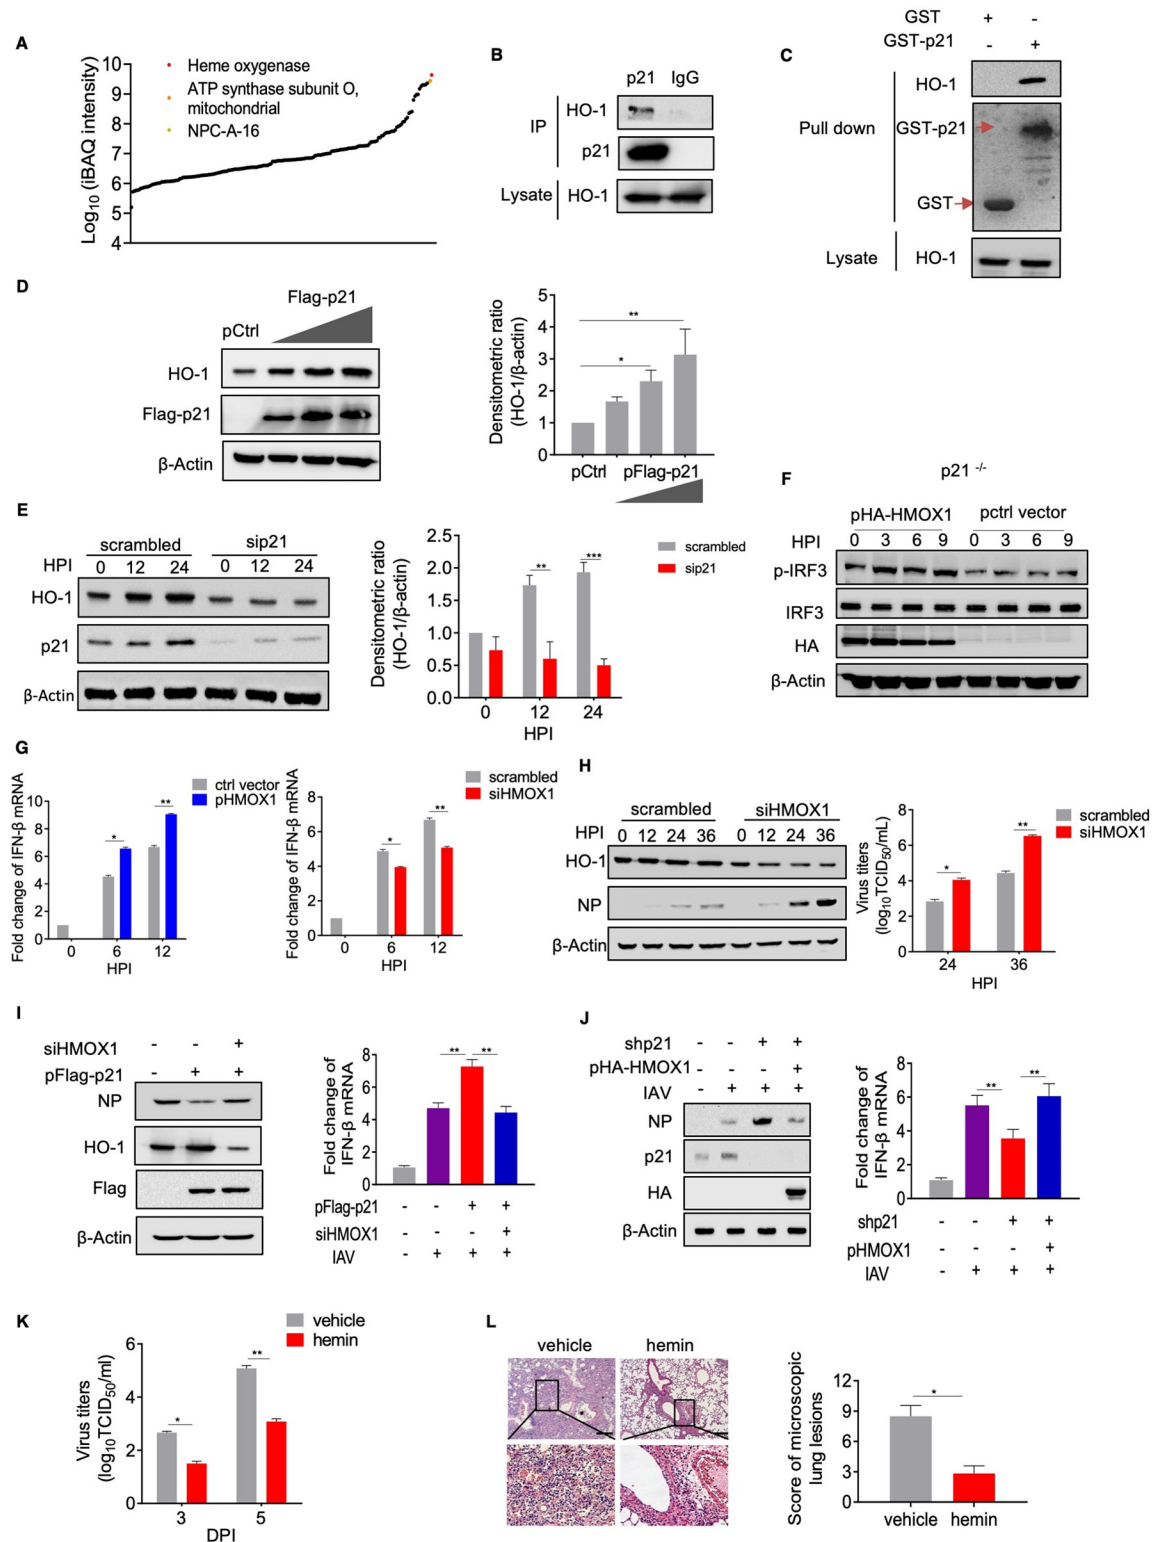 A
Log10 (iBAQ intensity)
10
9
8
7
6
5
4
Heme oxygenase
ATP synthase subunit O,
mitochondrial
NPC-A-16
B
p21 IgG
IP
HO-1
p21
Lysate HO-1
C
GST + -
GST-p21 - +
Pull down
HO-1
GST-p21
GST
Lysate HO-1
D
Flag-p21
pCtrl
HO-1
Flag-p21
β-Actin
Densitometric ratio
(HO-1/β-actin)
5
4
3
2
1
0
*
**
pCtrl pFlag-p21
E
scrambled sip21
HPI 0 12 24 0 12 24
HO-1
p21
β-Actin
Densitometric ratio
(HO-1/β-actin)
2.5
2.0
1.5
1.0
0.5
0.0
** ***
0 12 24
HPI
scrambled
sip21
F
p21 -/-
pHA-HMOX1 pctrl vector
HPI 0 3 6 9 0 3 6 9
p-IRF3
IRF3
HA
β-Actin
G
Fold change of IFN-β mRNA
10
8
6
4
2
0
* **
0 6 12
HPI
ctrl vector
pHMOX1
Fold change of IFN-β mRNA
8
6
4
2
0
* **
0 6 12
HPI
scrambled
siHMOX1
H
scrambled siHMOX1
HPI 0 12 24 36 0 12 24 36
HO-1
NP
β-Actin
Virus titers
(log10TCID50/mL)
8
6
4
2
0
* **
24 36
HPI
scrambled
siHMOX1
I
siHMOX1 - - +
pFlag-p21 - + +
NP
HO-1
Flag
β-Actin
Fold change of
IFN-β mRNA
8
6
4
2
0
** **
pFlag-p21 - - + +
siHMOX1 - - - +
IAV - + + +
J
shp21 - - + +
pHA-HMOX1 - - - +
IAV - + + +
NP
p21
HA
β-Actin
Fold change of
IFN-β mRNA
8
6
4
2
0
** **
shp21 - - + +
pHMOX1 - - - +
IAV - + + +
K
Virus titers
(log10TCID50/ml)
6
4
2
0
* **
3 5
DPI
vehicle
hemin
L
vehicle hemin
Score of microscopic
lung lesions
12
9
6
3
0
*
vehicle hemin